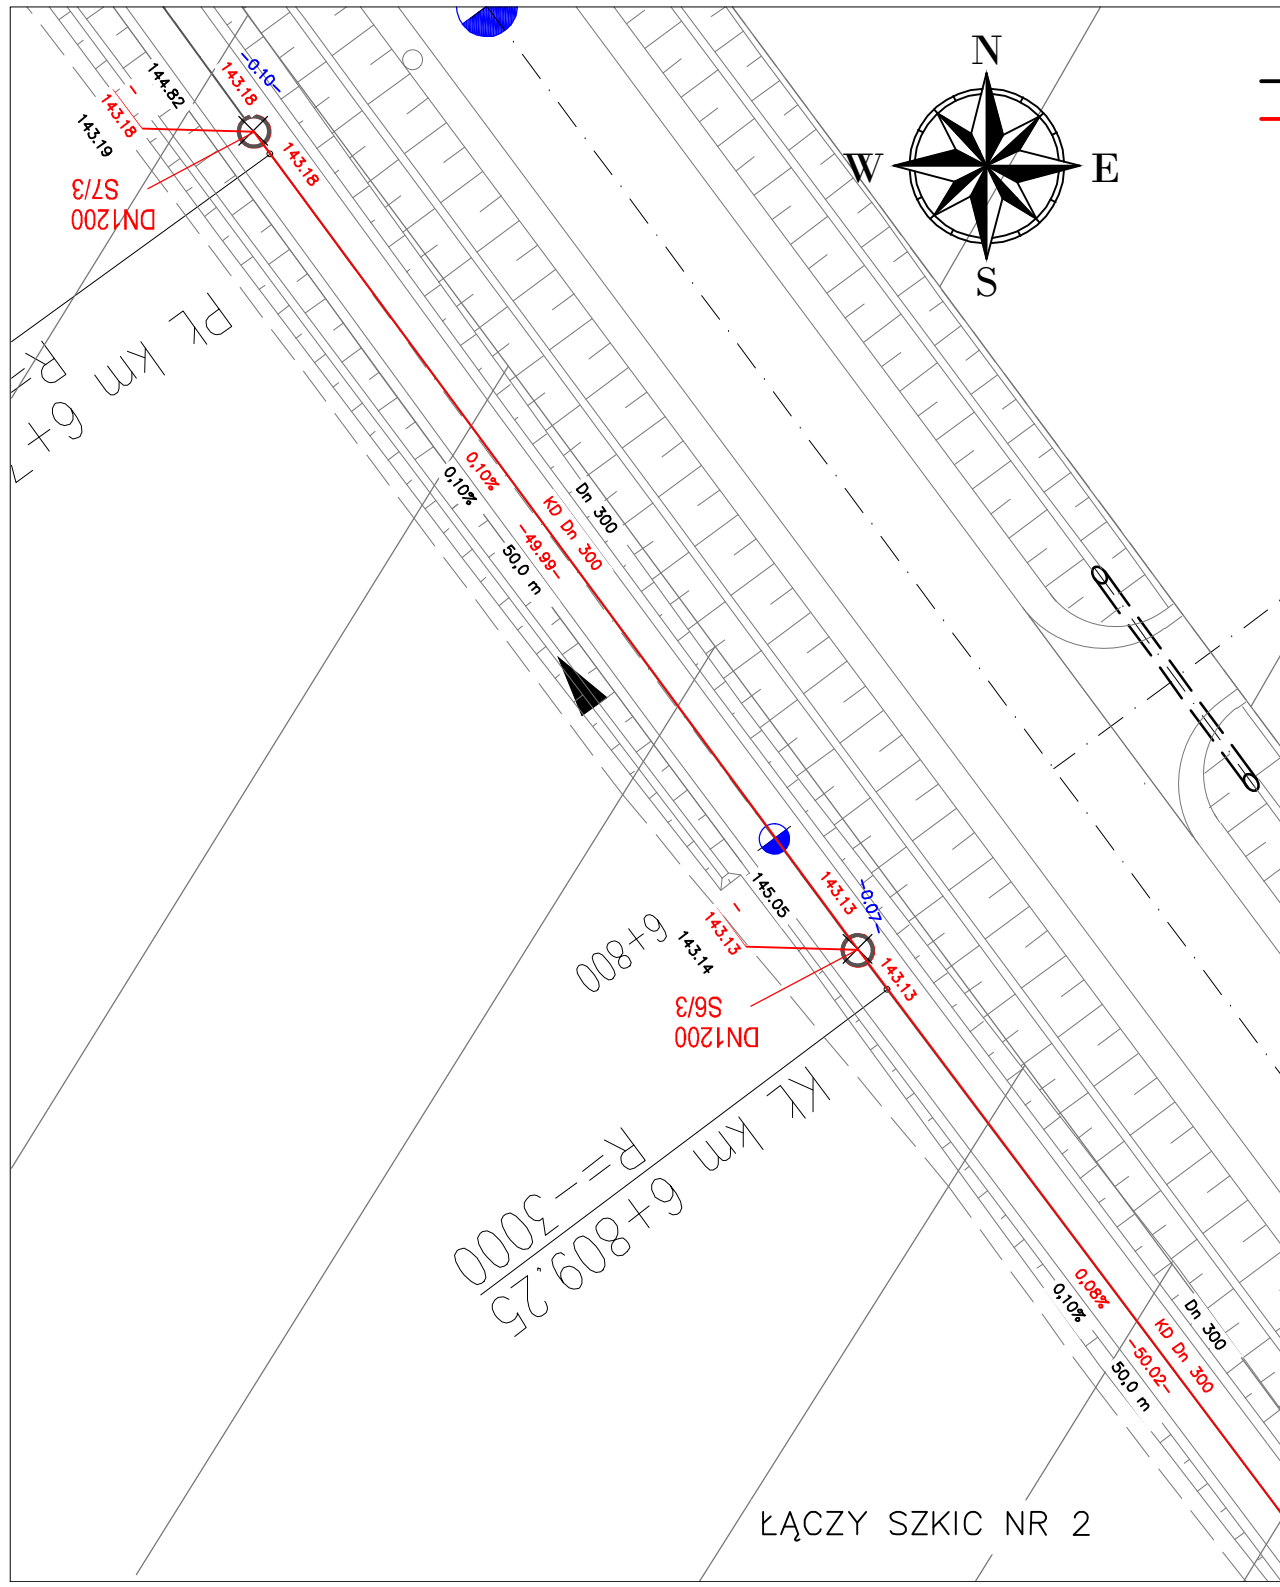 N
W
E
S
144.82
-0.10-
143.18
-
143.18
143.19
143.18
S7/3
DN1200
PŁ km 6+7
R=
0,10%
0,10%
KD Dn 300
Dn 300
-49.99-
50,0 m
145.05
143.13
-0.07-
-
143.13
143.14
143.13
6+800
S6/3
DN1200
KŁ km 6+809,25
R=-3000
0,08%
0,10%
KD Dn 300
Dn 300
-50.02-
50,0 m
ŁĄCZY SZKIC NR 2